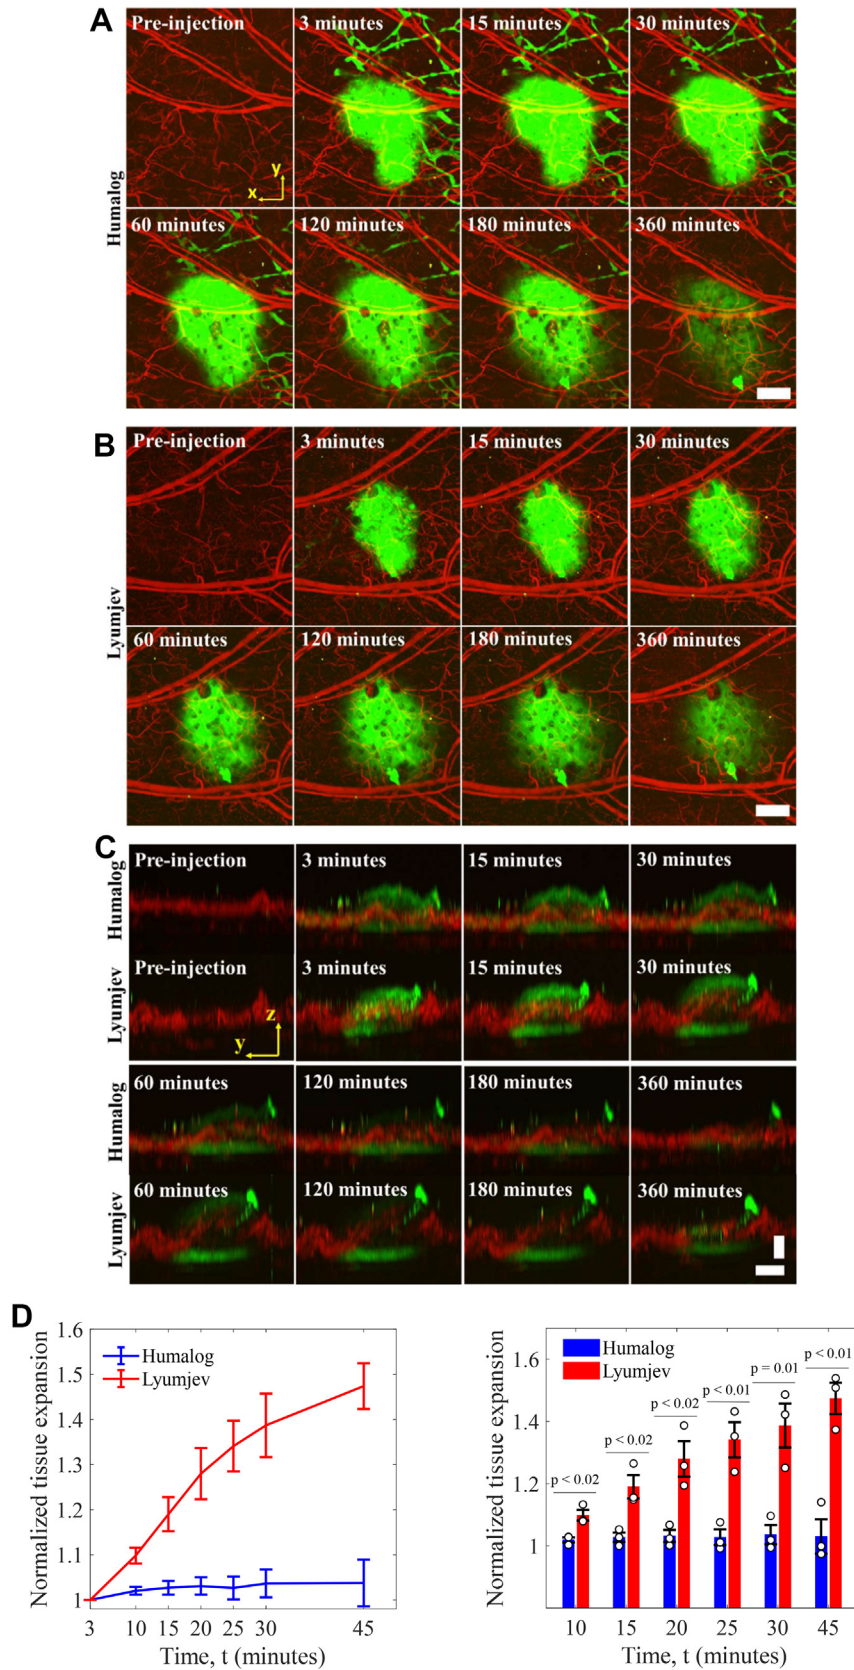 A
Pre-injection 3 minutes 15 minutes 30 minutes
y
x
Humalog
60 minutes 120 minutes 180 minutes 360 minutes
B
Pre-injection 3 minutes 15 minutes 30 minutes
Lyumjev
60 minutes 120 minutes 180 minutes 360 minutes
C
Humalog
Pre-injection 3 minutes 15 minutes 30 minutes
Lyumjev
Pre-injection 3 minutes 15 minutes 30 minutes
z
y
Humalog
60 minutes 120 minutes 180 minutes 360 minutes
Lyumjev
60 minutes 120 minutes 180 minutes 360 minutes
D
Normalized tissue expansion
1.6
1.5
1.4
1.3
1.2
1.1
1
Humalog
Lyumjev
3 10 15 20 25 30 45
Time, t (minutes)
Normalized tissue expansion
1.6
1.4
1.2
1
Humalog
Lyumjev
p < 0.02
p < 0.02
p < 0.02
p < 0.01
p = 0.01
p < 0.01
10 15 20 25 30 45
Time, t (minutes)